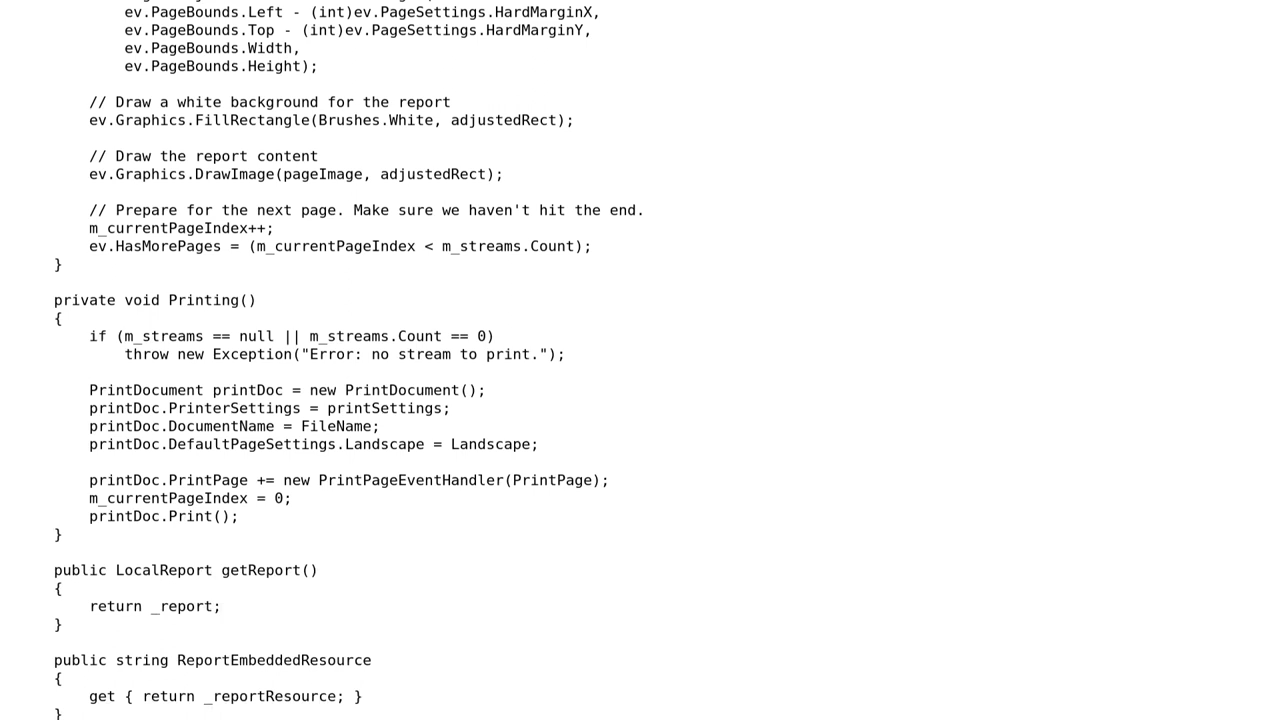 ev.PageBounds.Left - (int)ev.PageSettings.HardMarginX,
ev.PageBounds.Top - (int)ev.PageSettings.HardMarginY,
ev.PageBounds.Width,
ev.PageBounds.Height);
// Draw a white background for the report
ev.Graphics.FillRectangle(Brushes.White, adjustedRect);
// Draw the report content
ev.Graphics.DrawImage(pageImage, adjustedRect);
// Prepare for the next page. Make sure we haven't hit the end.
m_currentPageIndex++;
ev.HasMorePages = (m_currentPageIndex < m_streams.Count);
}
private void Printing()
{
if (m_streams == null || m_streams.Count == 0)
throw new Exception("Error: no stream to print.");
PrintDocument printDoc = new PrintDocument();
printDoc.PrinterSettings = printSettings;
printDoc.DocumentName = FileName;
printDoc.DefaultPageSettings.Landscape = Landscape;
printDoc.PrintPage += new PrintPageEventHandler(PrintPage);
m_currentPageIndex = 0;
printDoc.Print();
}
public LocalReport getReport()
{
return _report;
}
public string ReportEmbeddedResource
{
get { return _reportResource; }
}